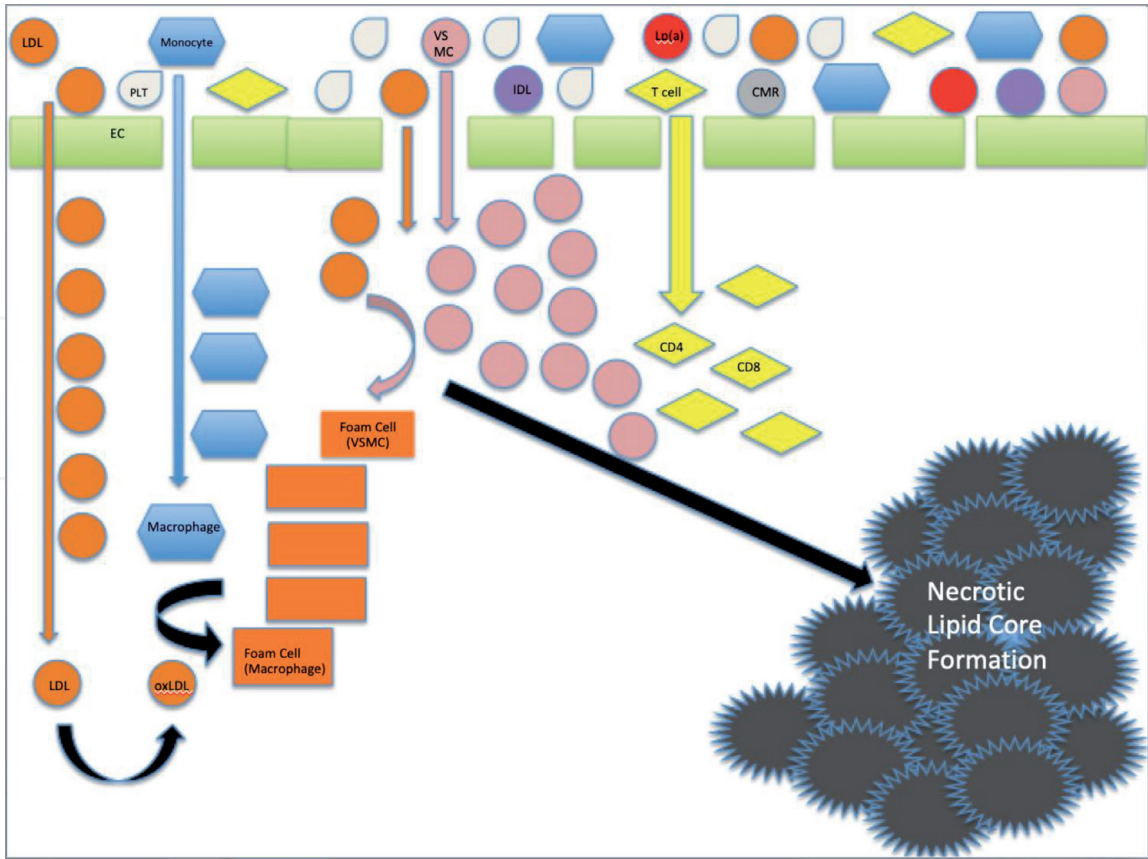 LDL
Monocyte
VS
MC
Lp(a)
PLT
IDL
T cell
CMR
EC
CD4
CD8
Foam Cell
(VSMC)
Macrophage
Necrotic
Lipid Core
Formation
Foam Cell
(Macrophage)
LDL
oxLDL